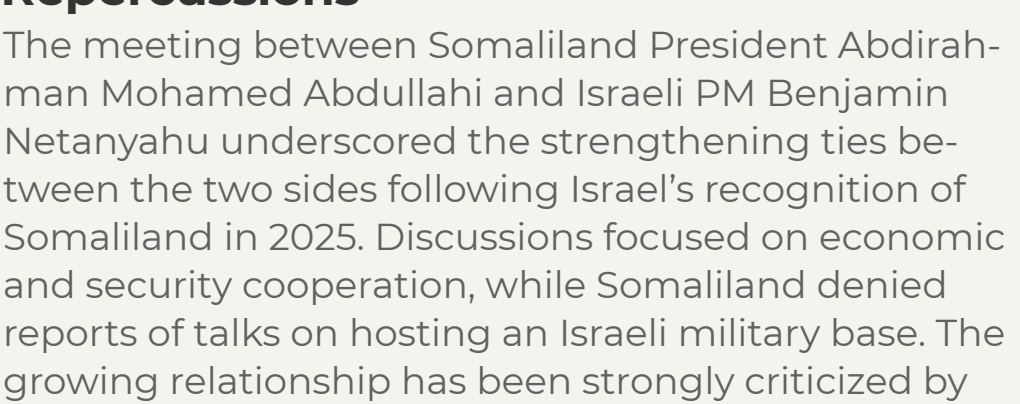 Repercussions
The meeting between Somaliland President Abdirah-
man Mohamed Abdullahi and Israeli PM Benjamin
Netanyahu underscored the strengthening ties be-
tween the two sides following Israel’s recognition of
Somaliland in 2025. Discussions focused on economic
and security cooperation, while Somaliland denied
reports of talks on hosting an Israeli military base. The
growing relationship has been strongly criticized by